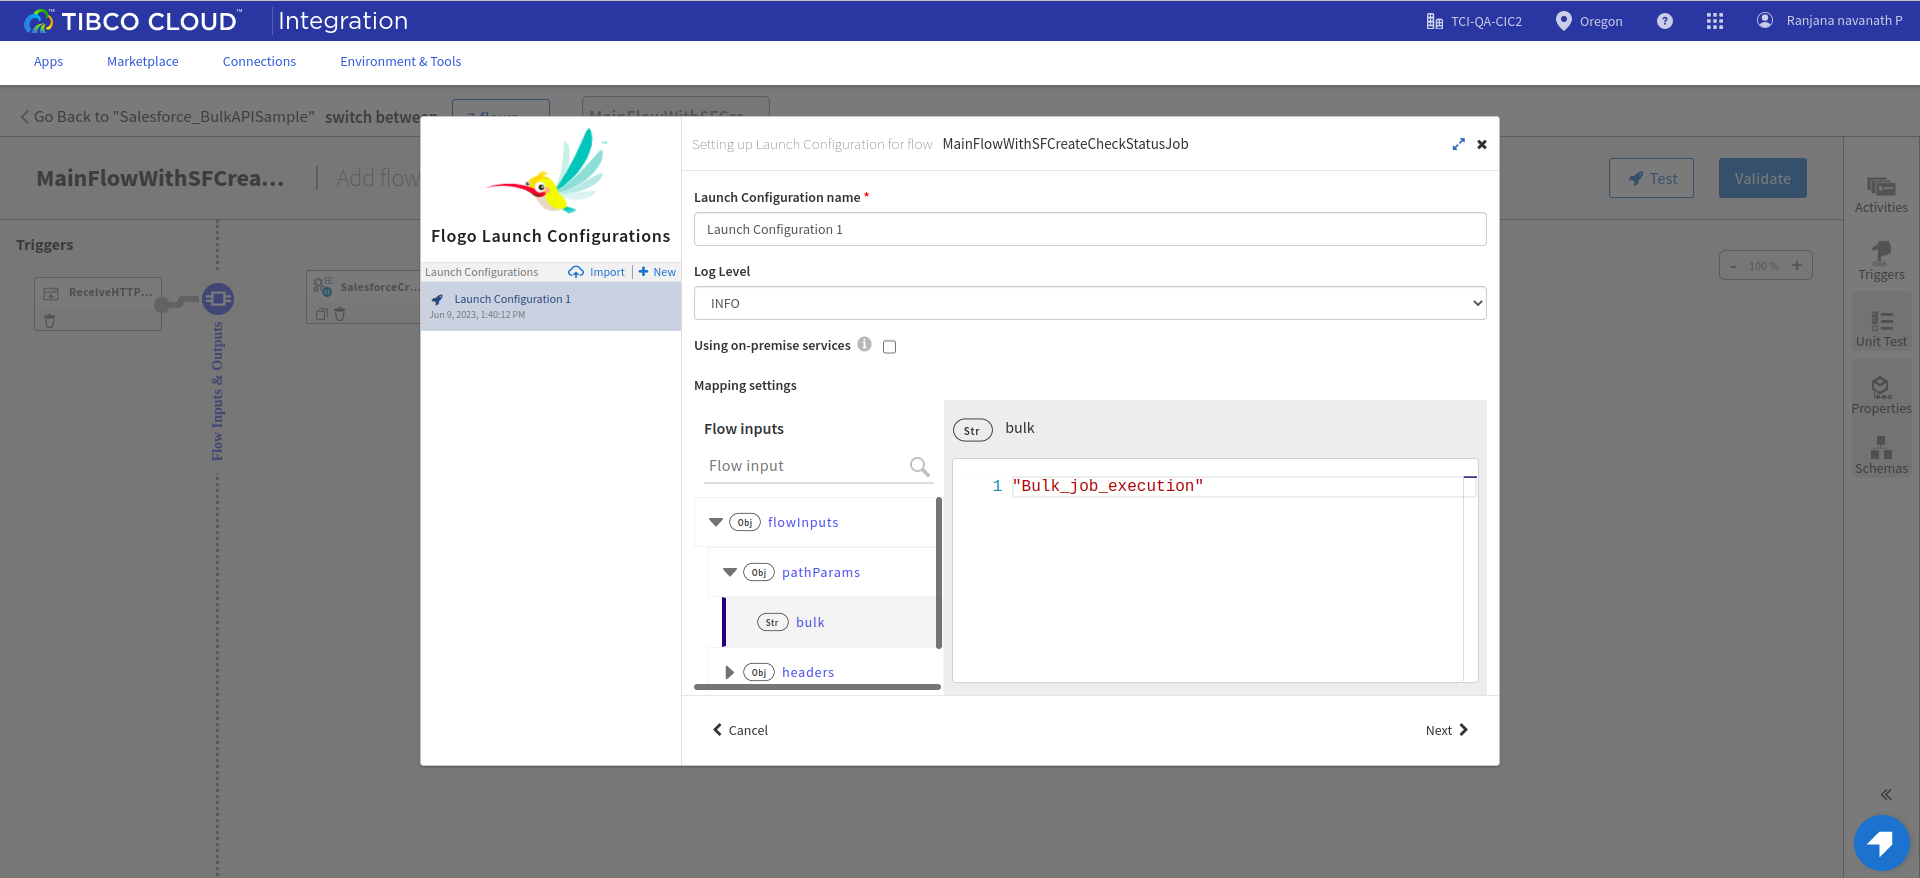 TIBCO CLOUD™ Integration
TCI-QA-CIC2
Oregon
Ranjana navanath P
Apps
Marketplace
Connections
Environment & Tools
Go Back to "Salesforce_BulkAPISample"
switch between
2 flows
MainFlowWithSFCre...
MainFlowWithSFCrea...
Add flow
Test
Validate
Triggers
ReceiveHTTP...
SalesforceCr...
Flow Inputs & Outputs
- 100 % +
Activities
Triggers
Unit Test
Properties
Schemas
Flogo Launch Configurations
Launch Configurations
Import
New
Launch Configuration 1
Jun 9, 2023, 1:40:12 PM
Setting up Launch Configuration for flow MainFlowWithSFCreateCheckStatusJob
Launch Configuration name *
Launch Configuration 1
Log Level
INFO
Using on-premise services
Mapping settings
Flow inputs
Flow input
Obj flowInputs
Obj pathParams
Str bulk
Obj headers
Str bulk
1 "Bulk_job_execution"
Cancel
Next